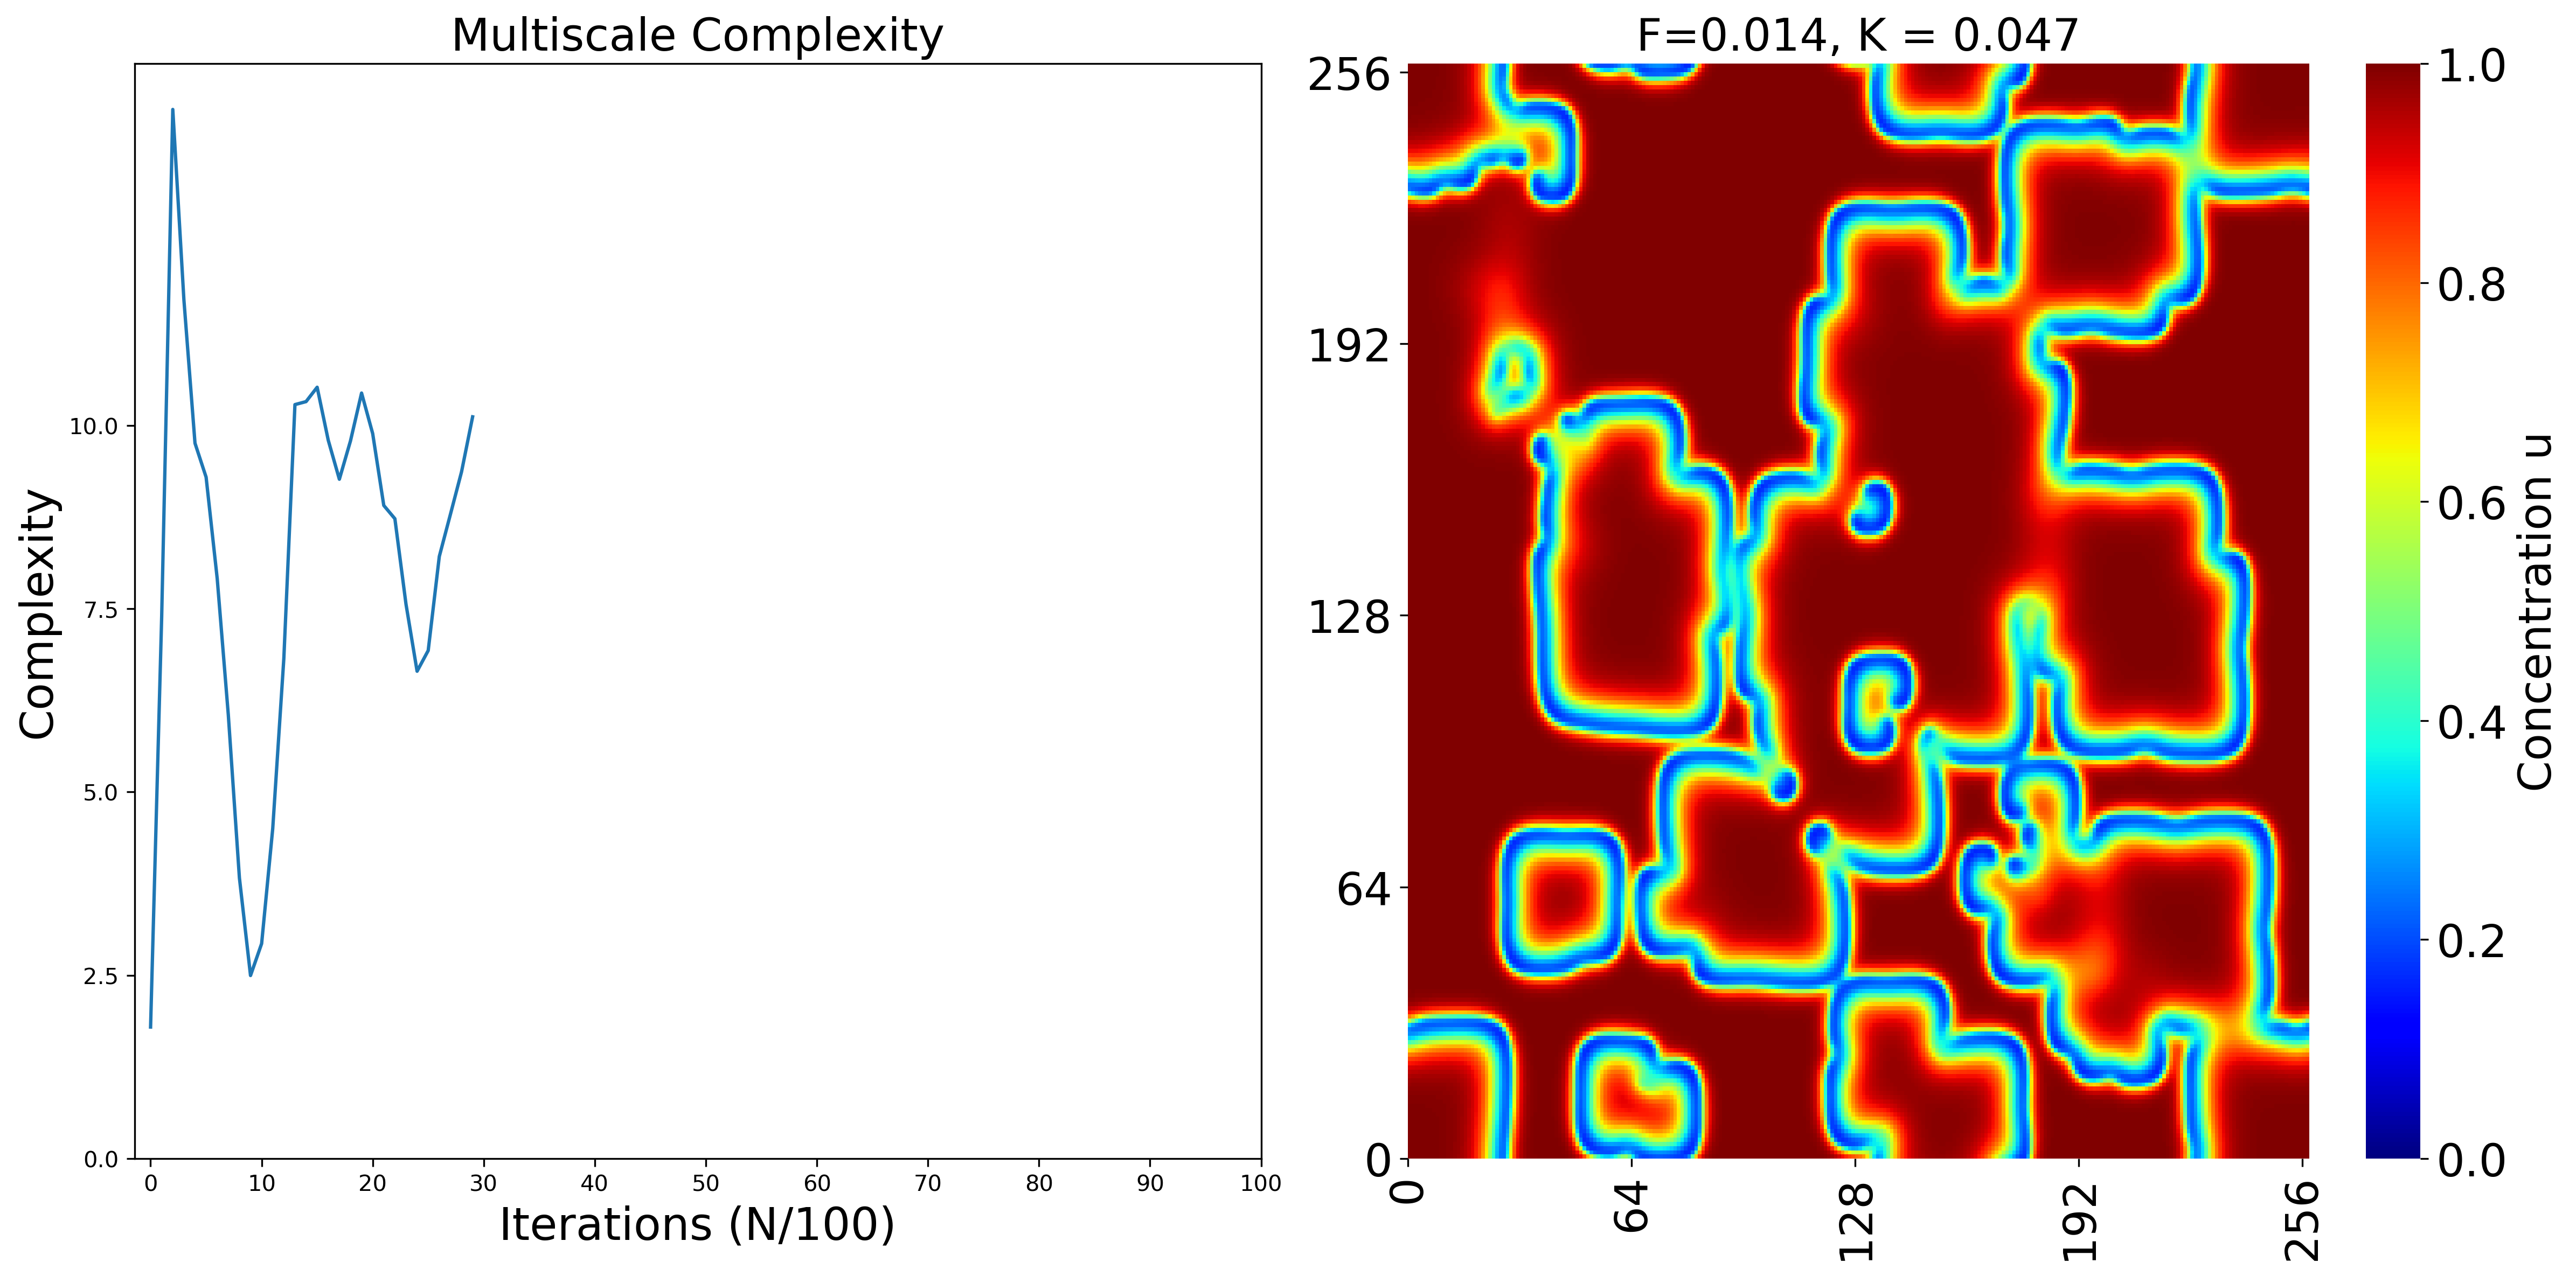 Multiscale Complexity
Complexity
10.0
7.5
5.0
2.5
0.0
0 10 20 30 40 50 60 70 80 90 100
Iterations (N/100)
F=0.014, K = 0.047
256
192
128
64
0
0 64 128 192 256
1.0
0.8
0.6
0.4
0.2
0.0
Concentration u